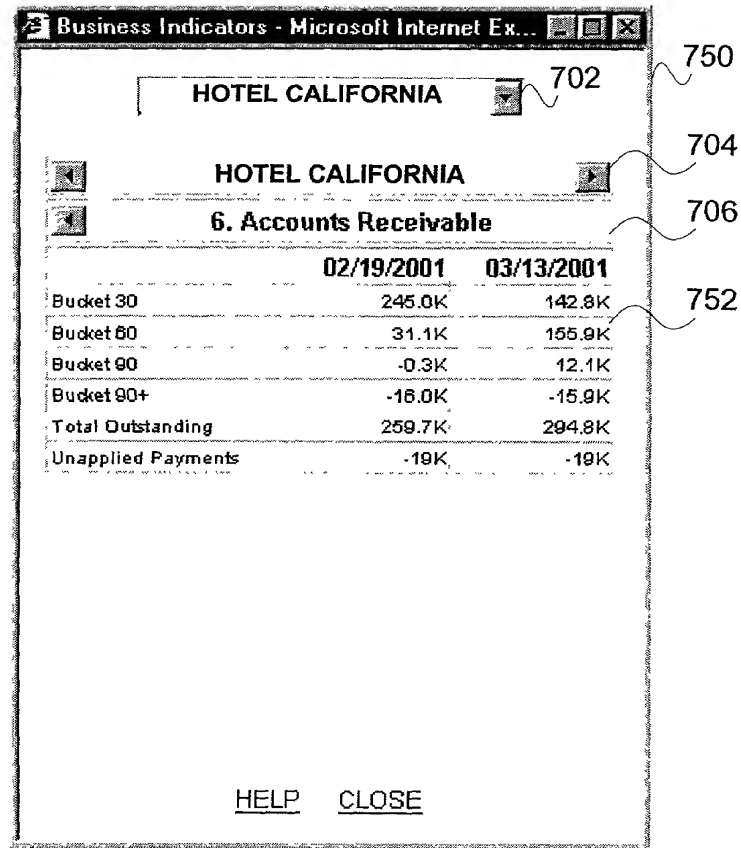 Business Indicators - Microsoft Internet Ex...
750
HOTEL CALIFORNIA
702
HOTEL CALIFORNIA
704
6. Accounts Receivable
706
02/19/2001 03/13/2001
Bucket 30 245.0K 142.8K
752
Bucket 60 31.1K 155.9K
Bucket 90 -0.3K 12.1K
Bucket 90+ -16.0K -15.9K
Total Outstanding 259.7K 294.8K
Unapplied Payments -19K -19K
HELP CLOSE